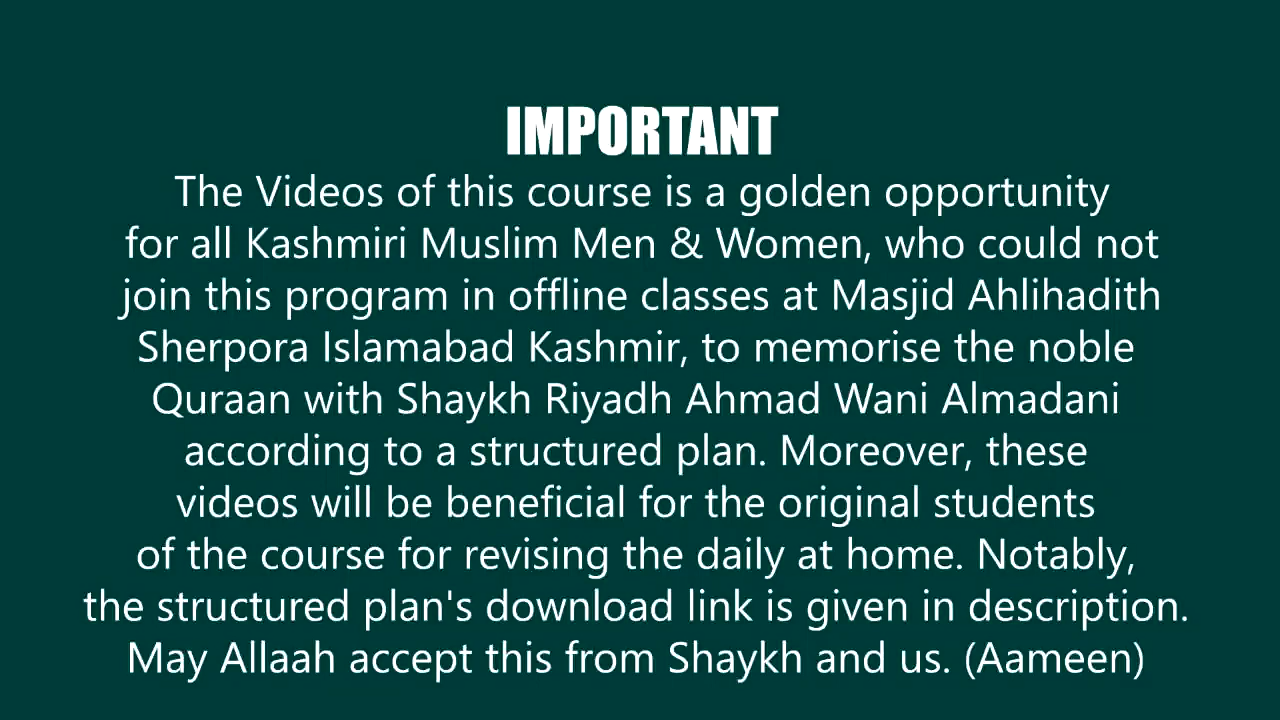 IMPORTANT
The Videos of this course is a golden opportunity
for all Kashmiri Muslim Men & Women, who could not
join this program in offline classes at Masjid Ahlihadith
Sherpora Islamabad Kashmir, to memorise the noble
Quraan with Shaykh Riyadh Ahmad Wani Almadani
according to a structured plan. Moreover, these
videos will be beneficial for the original students
of the course for revising the daily at home. Notably,
the structured plan's download link is given in description.
May Allaah accept this from Shaykh and us. (Aameen)